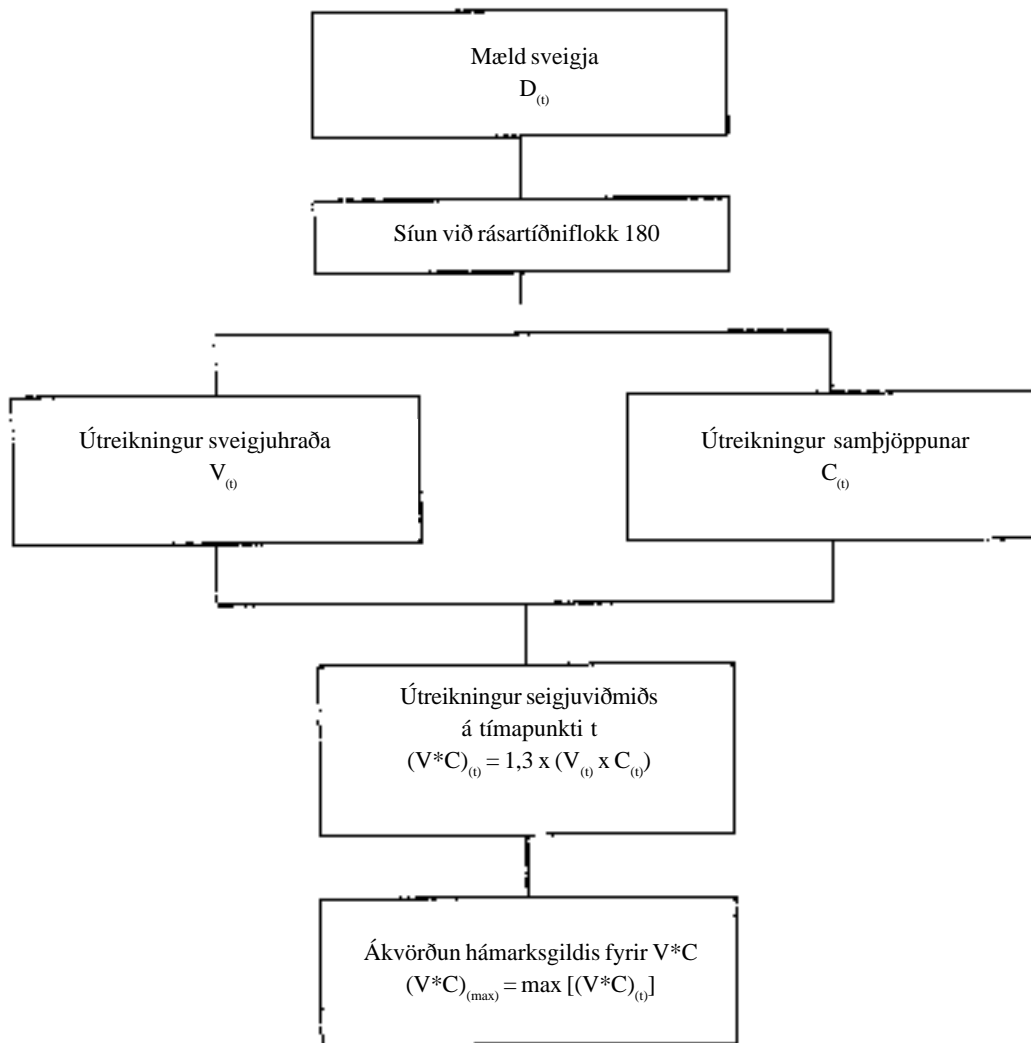 Mæld sveigja
D(t)
Síun við rásartíðniflokk 180
Útreikningur sveigjuhraða
V(t)
Útreikningur samþjöppunar
C(t)
Útreikningur seigjuviðmiðs
á tímapunkti t
(V*C)(t) = 1,3 x (V(t) x C(t))
Ákvörðun hámarksgildis fyrir V*C
(V*C)(max) = max [(V*C)(t)]